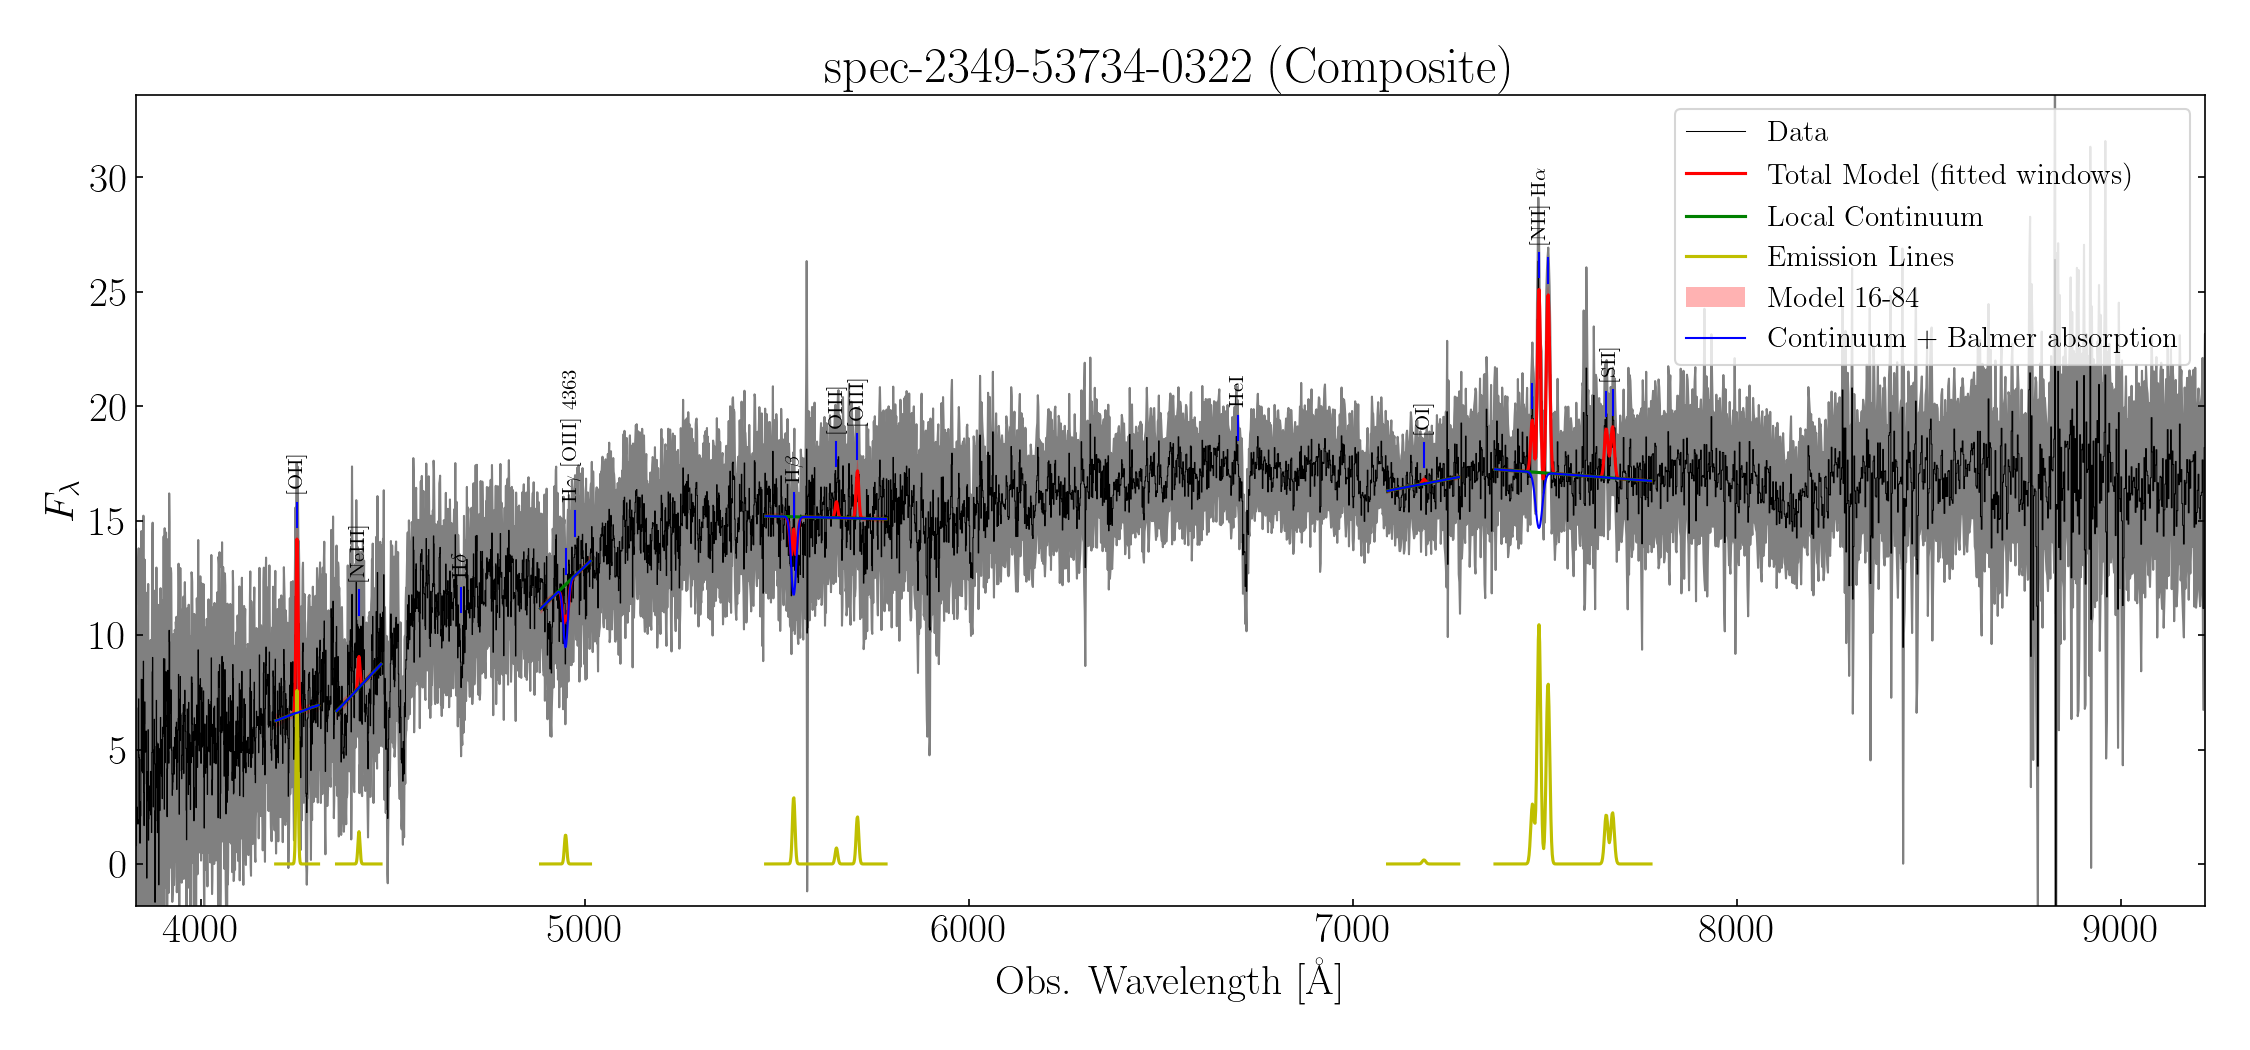 spec-2349-53734-0322 (Composite)
Data
Total Model (fitted windows)
Local Continuum
Emission Lines
Model 16-84
Continuum + Balmer absorption
[OII]
[NeIII]
Hδ
Hγ
[OIII] 4363
Hβ
[OIII]
[OIII]
HeI
[OI]
[NII]
Hα
[SII]
30
25
20
15
10
5
0
Fλ
4000
5000
6000
7000
8000
9000
Obs. Wavelength [Å]